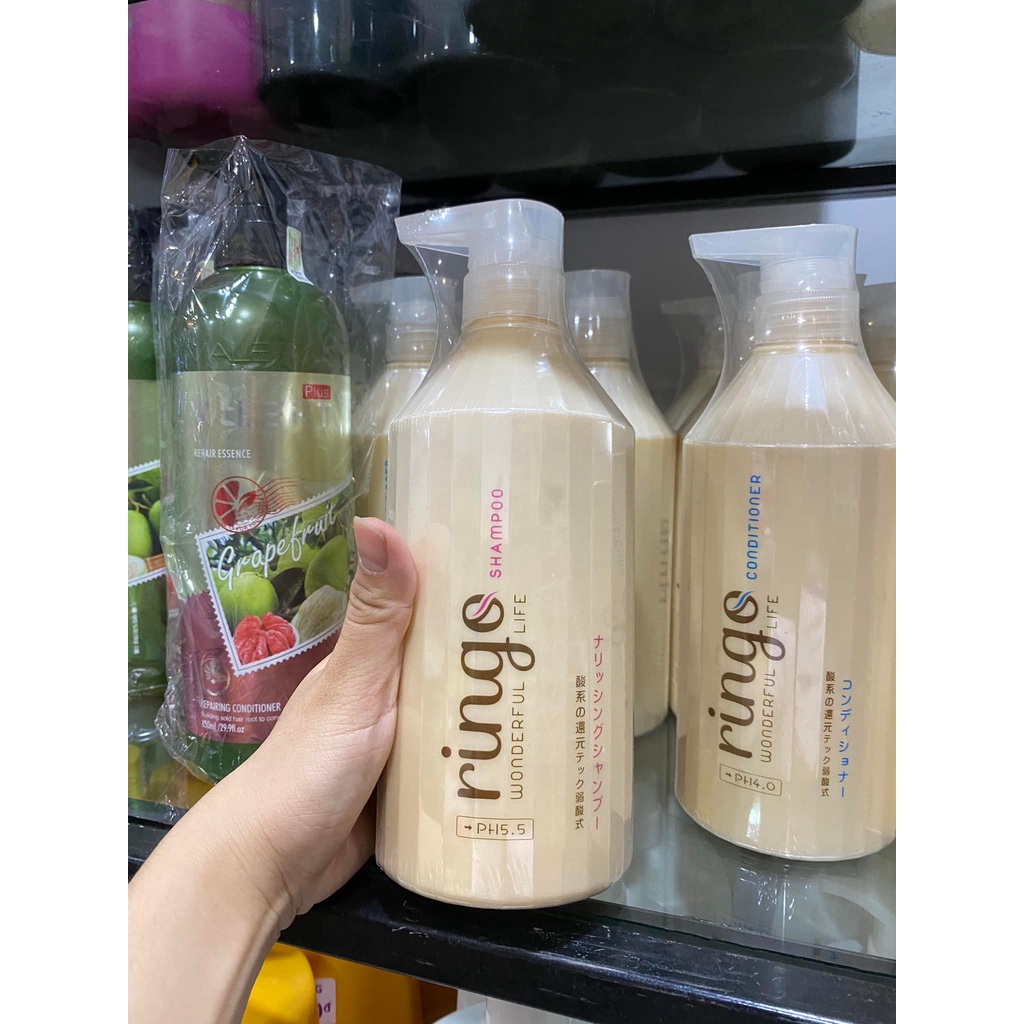 Plus
REPAIR ESSENCE
Grapefruit
REPAIRING CONDITIONER
850ml/29.9fl.oz
ringo
WONDERFUL LIFE
SHAMPOO
ナリッシングシャンプー
酸系の還元テック弱酸式
→PH5.5
ringo
WONDERFUL LIFE
CONDITIONER
コンディショナー
酸系の還元テック弱酸式
→PH4.0